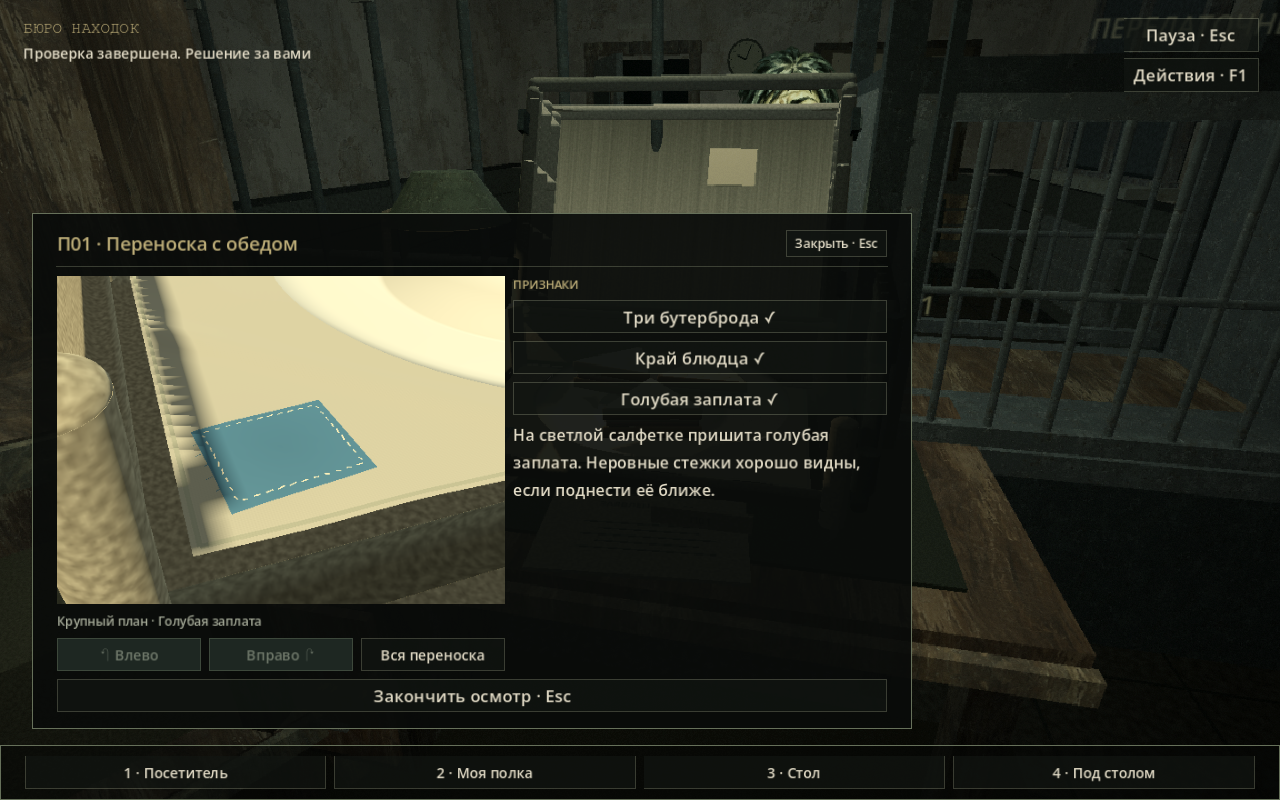 БЮРО НАХОДОК
Проверка завершена. Решение за вами
Пауза · Esc
Действия · F1
П01 · Переноска с обедом
Закрыть · Esc
ПРИЗНАКИ
Три бутерброда ✓
Край блюдца ✓
Голубая заплата ✓
На светлой салфетке пришита голубая
заплата. Неровные стежки хорошо видны,
если поднести её ближе.
Крупный план · Голубая заплата
Влево
Вправо
Вся переноска
Закончить осмотр · Esc
1 · Посетитель
2 · Моя полка
3 · Стол
4 · Под столом